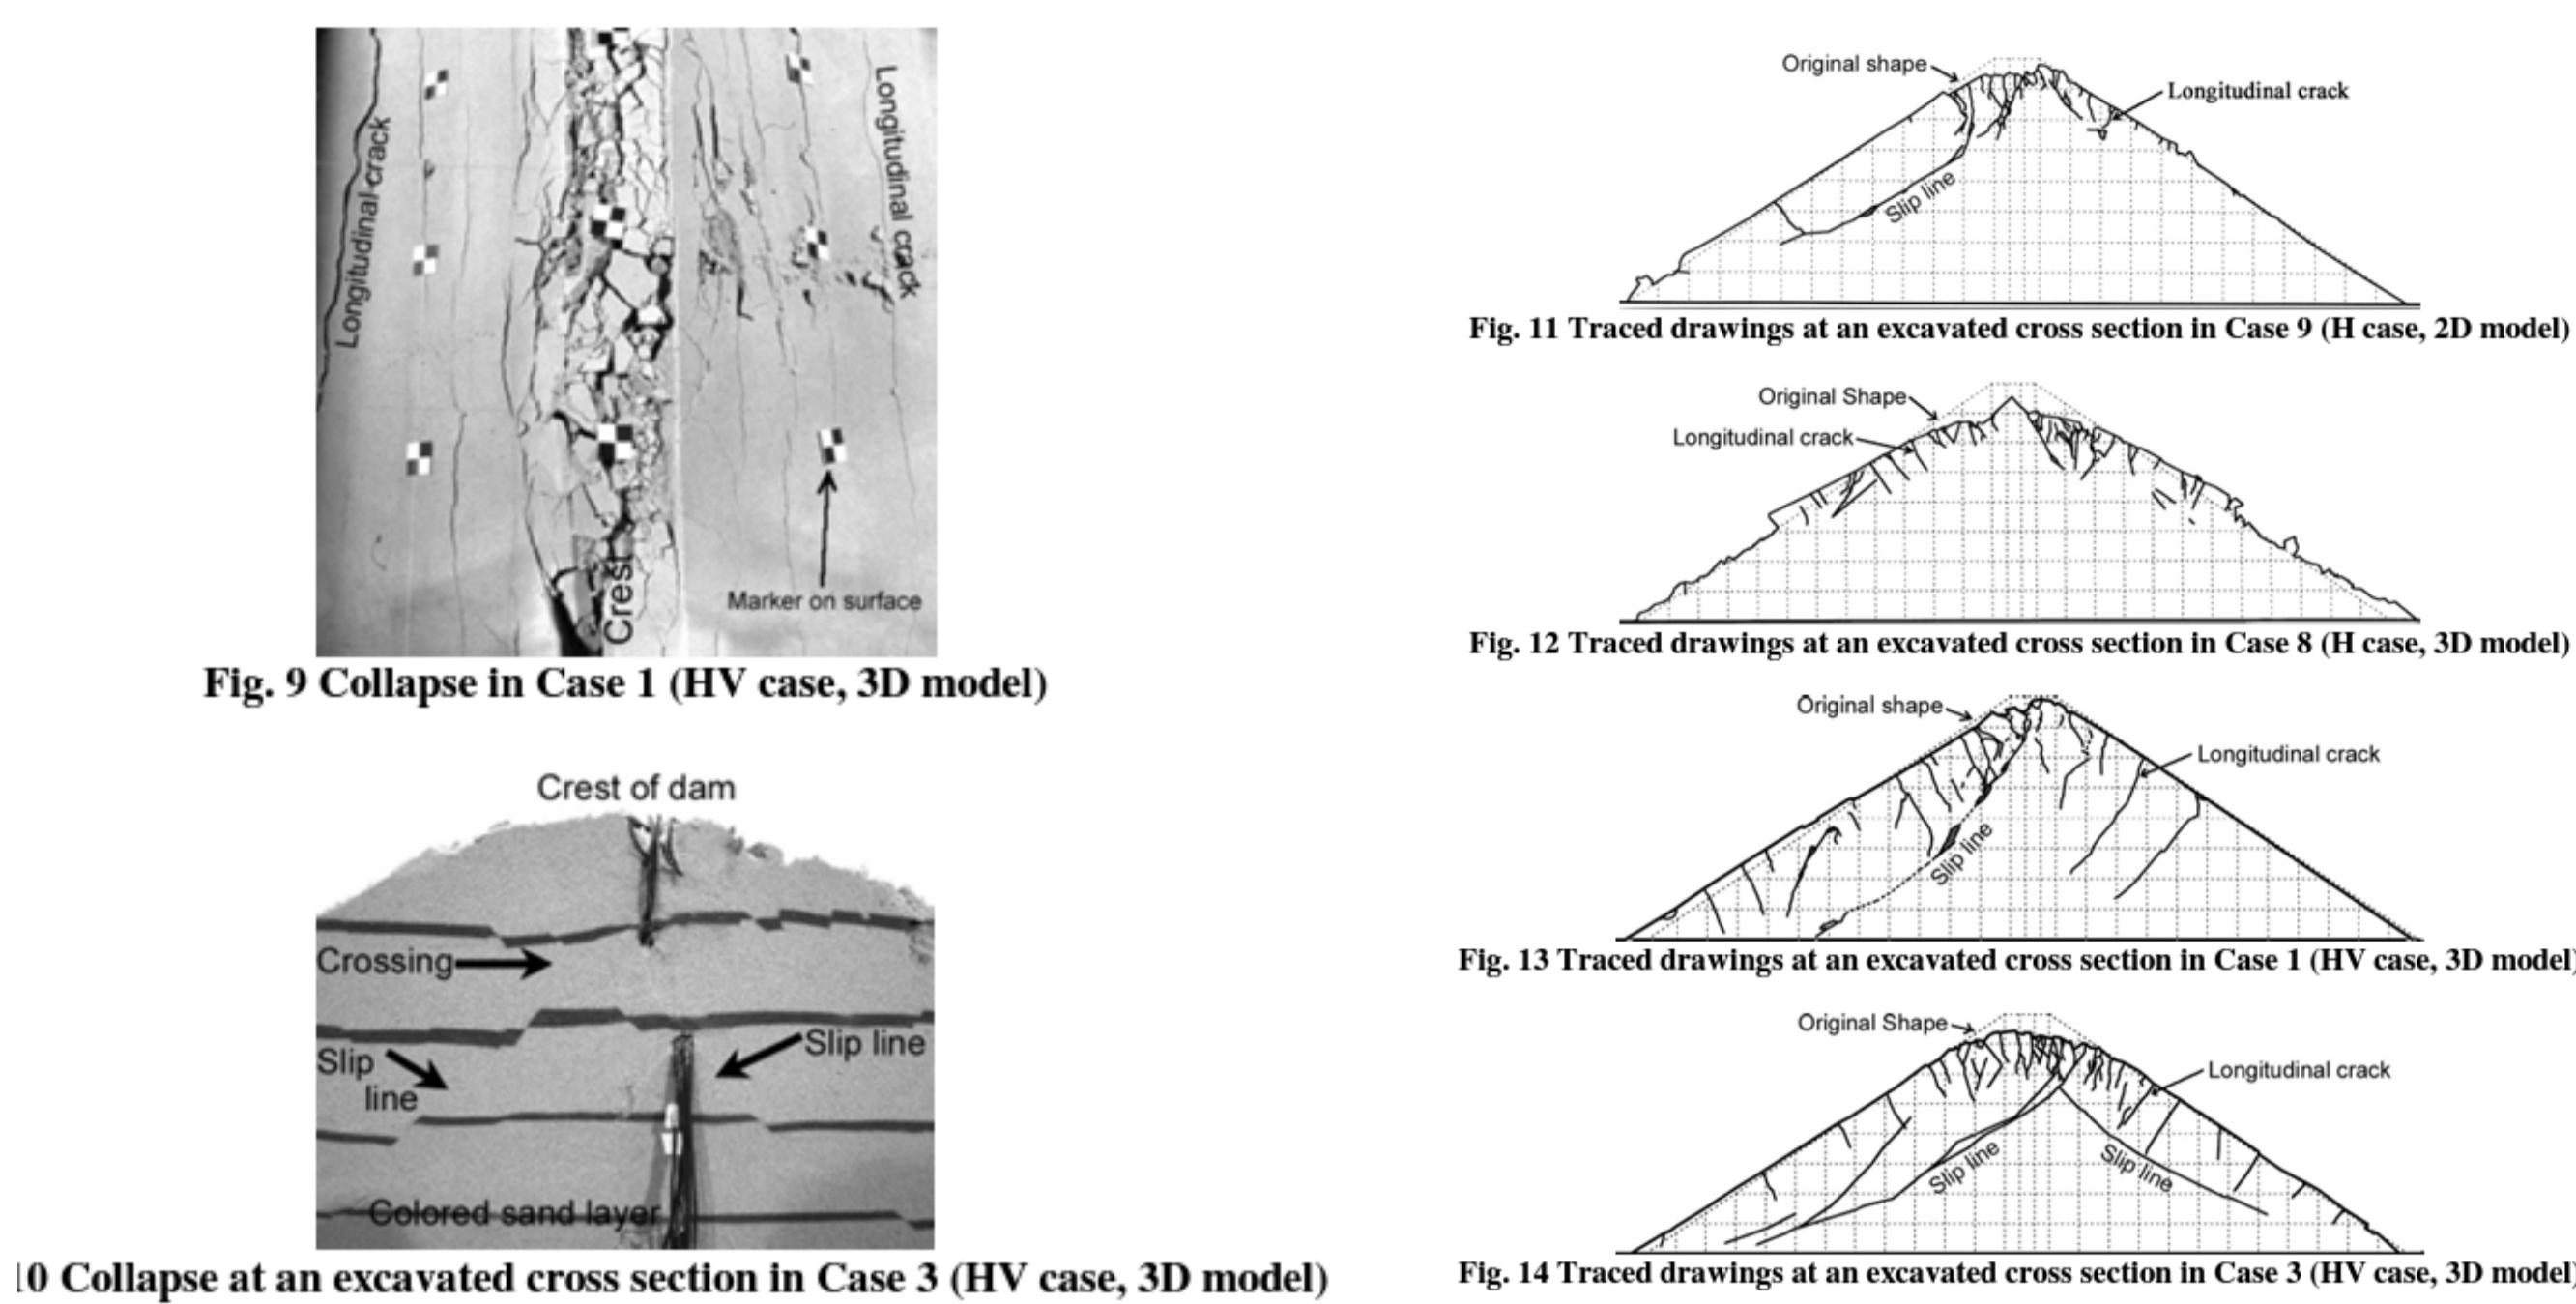 Longitudinal crack
Longitudinal crack
Crest
Marker on surface
Fig. 9 Collapse in Case 1 (HV case, 3D model)
Crest of dam
Crossing
Slip line
Slip
line
Colored sand layer
10 Collapse at an excavated cross section in Case 3 (HV case, 3D model)
Original shape
Longitudinal crack
Slip line
Fig. 11 Traced drawings at an excavated cross section in Case 9 (H case, 2D model)
Original Shape
Longitudinal crack
Fig. 12 Traced drawings at an excavated cross section in Case 8 (H case, 3D model)
Original shape
Longitudinal crack
Slip line
Fig. 13 Traced drawings at an excavated cross section in Case 1 (HV case, 3D model)
Original Shape
Longitudinal crack
Slip line
Slip line
Fig. 14 Traced drawings at an excavated cross section in Case 3 (HV case, 3D model)